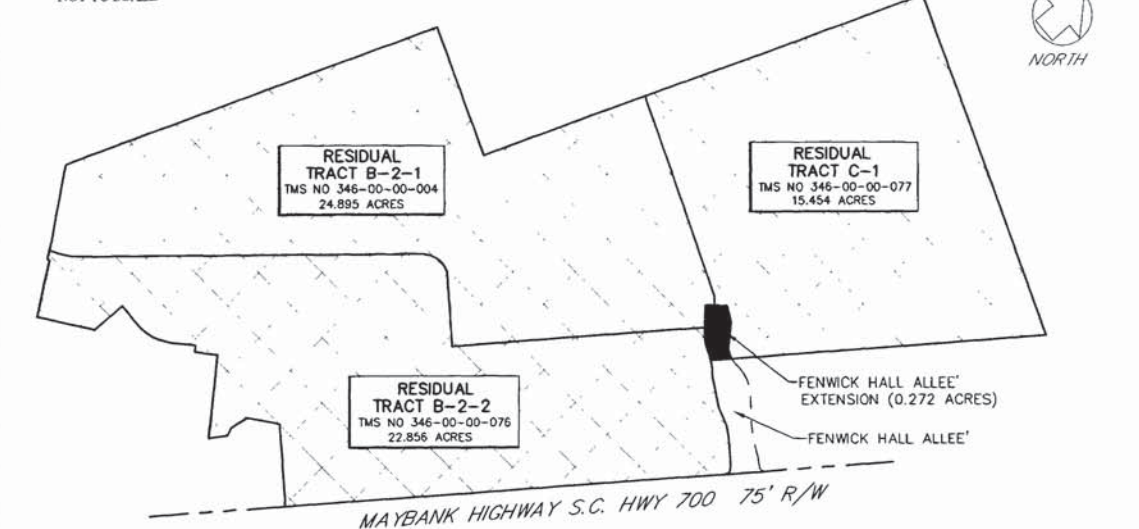 NORTH
RESIDUAL
TRACT B-2-1
TMS NO 346-00-00-004
24.895 ACRES
RESIDUAL
TRACT C-1
TMS NO 346-00-00-077
15.454 ACRES
RESIDUAL
TRACT B-2-2
TMS NO 346-00-00-076
22.856 ACRES
FENWICK HALL ALLEE'
EXTENSION (0.272 ACRES)
FENWICK HALL ALLEE'
MAYBANK HIGHWAY S.C. HWY 700 75' R/W